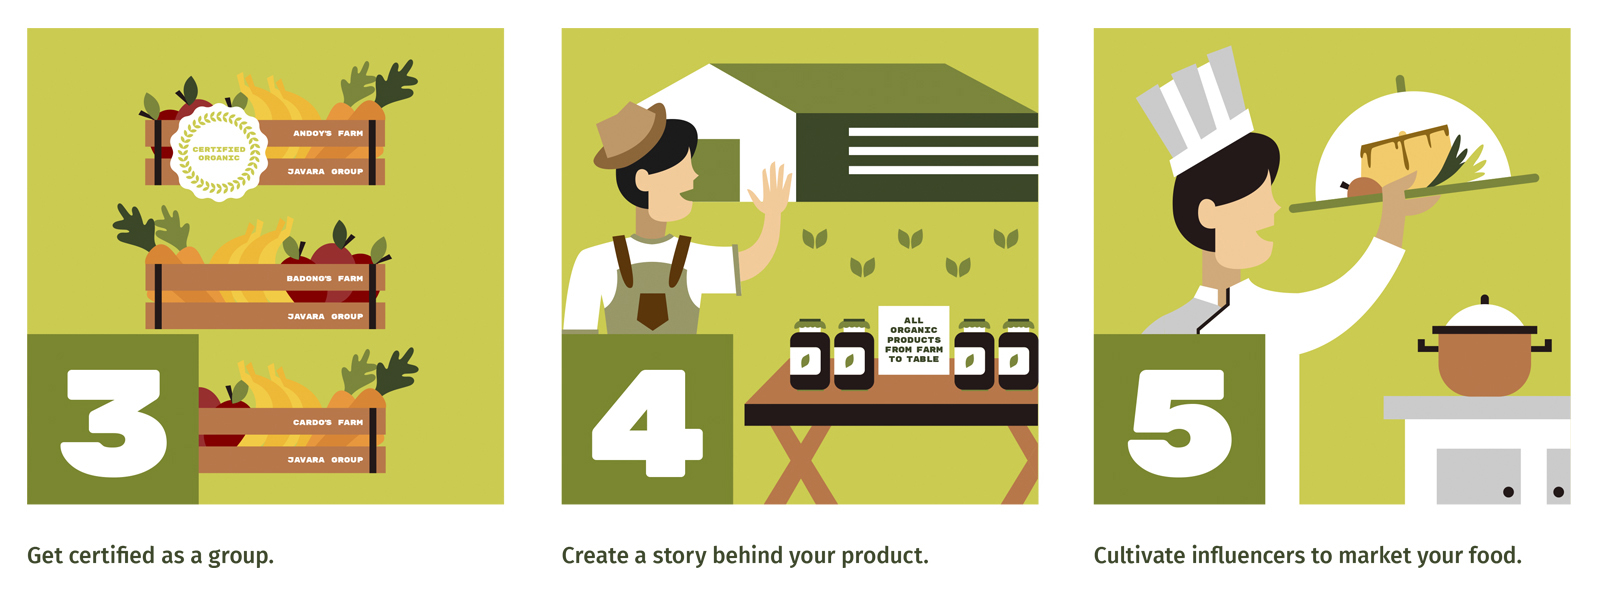 CERTIFIED
ORGANIC
ANDOY'S FARM
JAVARA GROUP
BADONO'S FARM
JAVARA GROUP
CARDO'S FARM
JAVARA GROUP
3
Get certified as a group.
ALL
ORGANIC
PRODUCTS
FROM FARM
TO TABLE
4
Create a story behind your product.
5
Cultivate influencers to market your food.